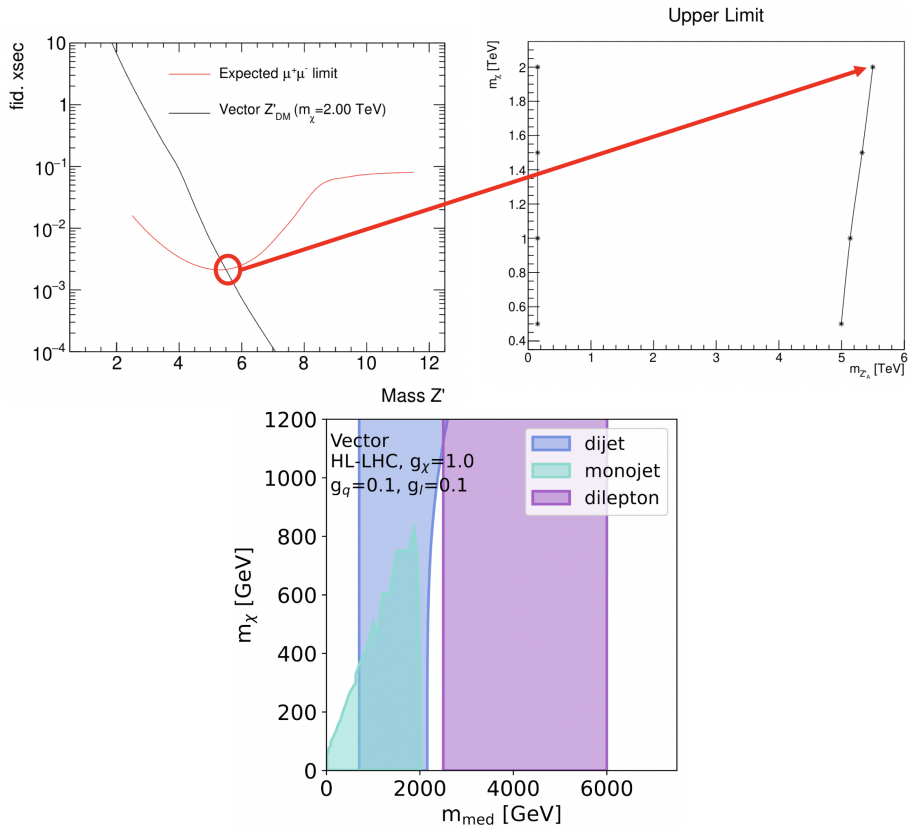 Upper Limit
fid. xsec
10
1
10⁻¹
10⁻²
10⁻³
10⁻⁴
Expected μ⁺μ⁻ limit
Vector Z'DM (mχ=2.00 TeV)
2 4 6 8 10 12
Mass Z'
mχ [TeV]
2
1.8
1.6
1.4
1.2
1
0.8
0.6
0.4
0 1 2 3 4 5 6
mZ'A [TeV]
1200
1000
800
600
400
200
0
mχ [GeV]
Vector
HL-LHC, gχ=1.0
gq=0.1, gl=0.1
dijet
monojet
dilepton
0 2000 4000 6000
mmed [GeV]